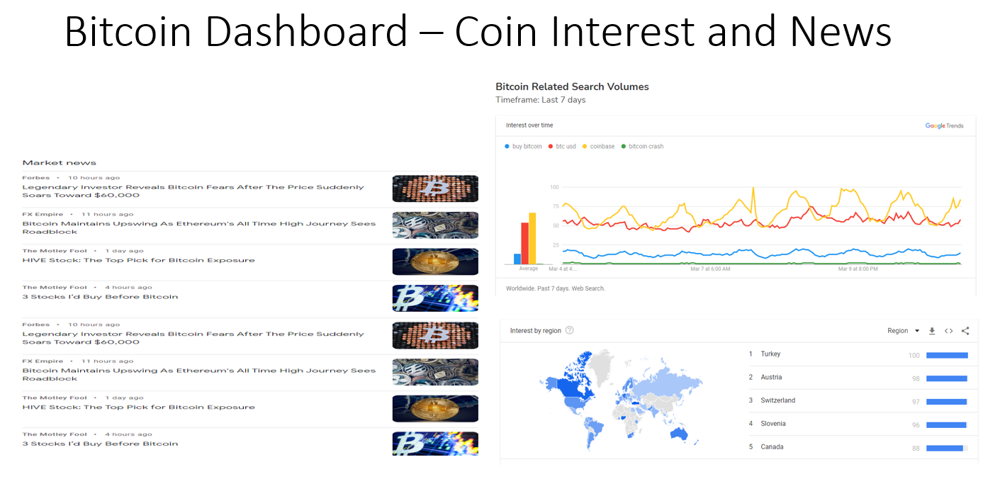 Bitcoin Dashboard – Coin Interest and News
Market news
Forbes • 10 hours ago
Legendary Investor Reveals Bitcoin Fears After The Price Suddenly
Soars Toward $60,000
FX Empire • 11 hours ago
Bitcoin Maintains Upswing As Ethereum's All Time High Journey Sees
Roadblock
The Motley Fool • 1 day ago
HIVE Stock: The Top Pick for Bitcoin Exposure
The Motley Fool • 4 hours ago
3 Stocks I'd Buy Before Bitcoin
Forbes • 10 hours ago
Legendary Investor Reveals Bitcoin Fears After The Price Suddenly
Soars Toward $60,000
FX Empire • 11 hours ago
Bitcoin Maintains Upswing As Ethereum's All Time High Journey Sees
Roadblock
The Motley Fool • 1 day ago
HIVE Stock: The Top Pick for Bitcoin Exposure
The Motley Fool • 4 hours ago
3 Stocks I'd Buy Before Bitcoin
Bitcoin Related Search Volumes
Timeframe: Last 7 days
Interest over time
Google Trends
buy bitcoin btc usd coinbase bitcoin crash
100
75
50
25
Average Mar 4 at 4:... Mar 7 at 6:00 AM Mar 9 at 8:00 PM
Worldwide. Past 7 days. Web Search.
Interest by region
Region
1 Turkey 100
2 Austria 98
3 Switzerland 97
4 Slovenia 96
5 Canada 88